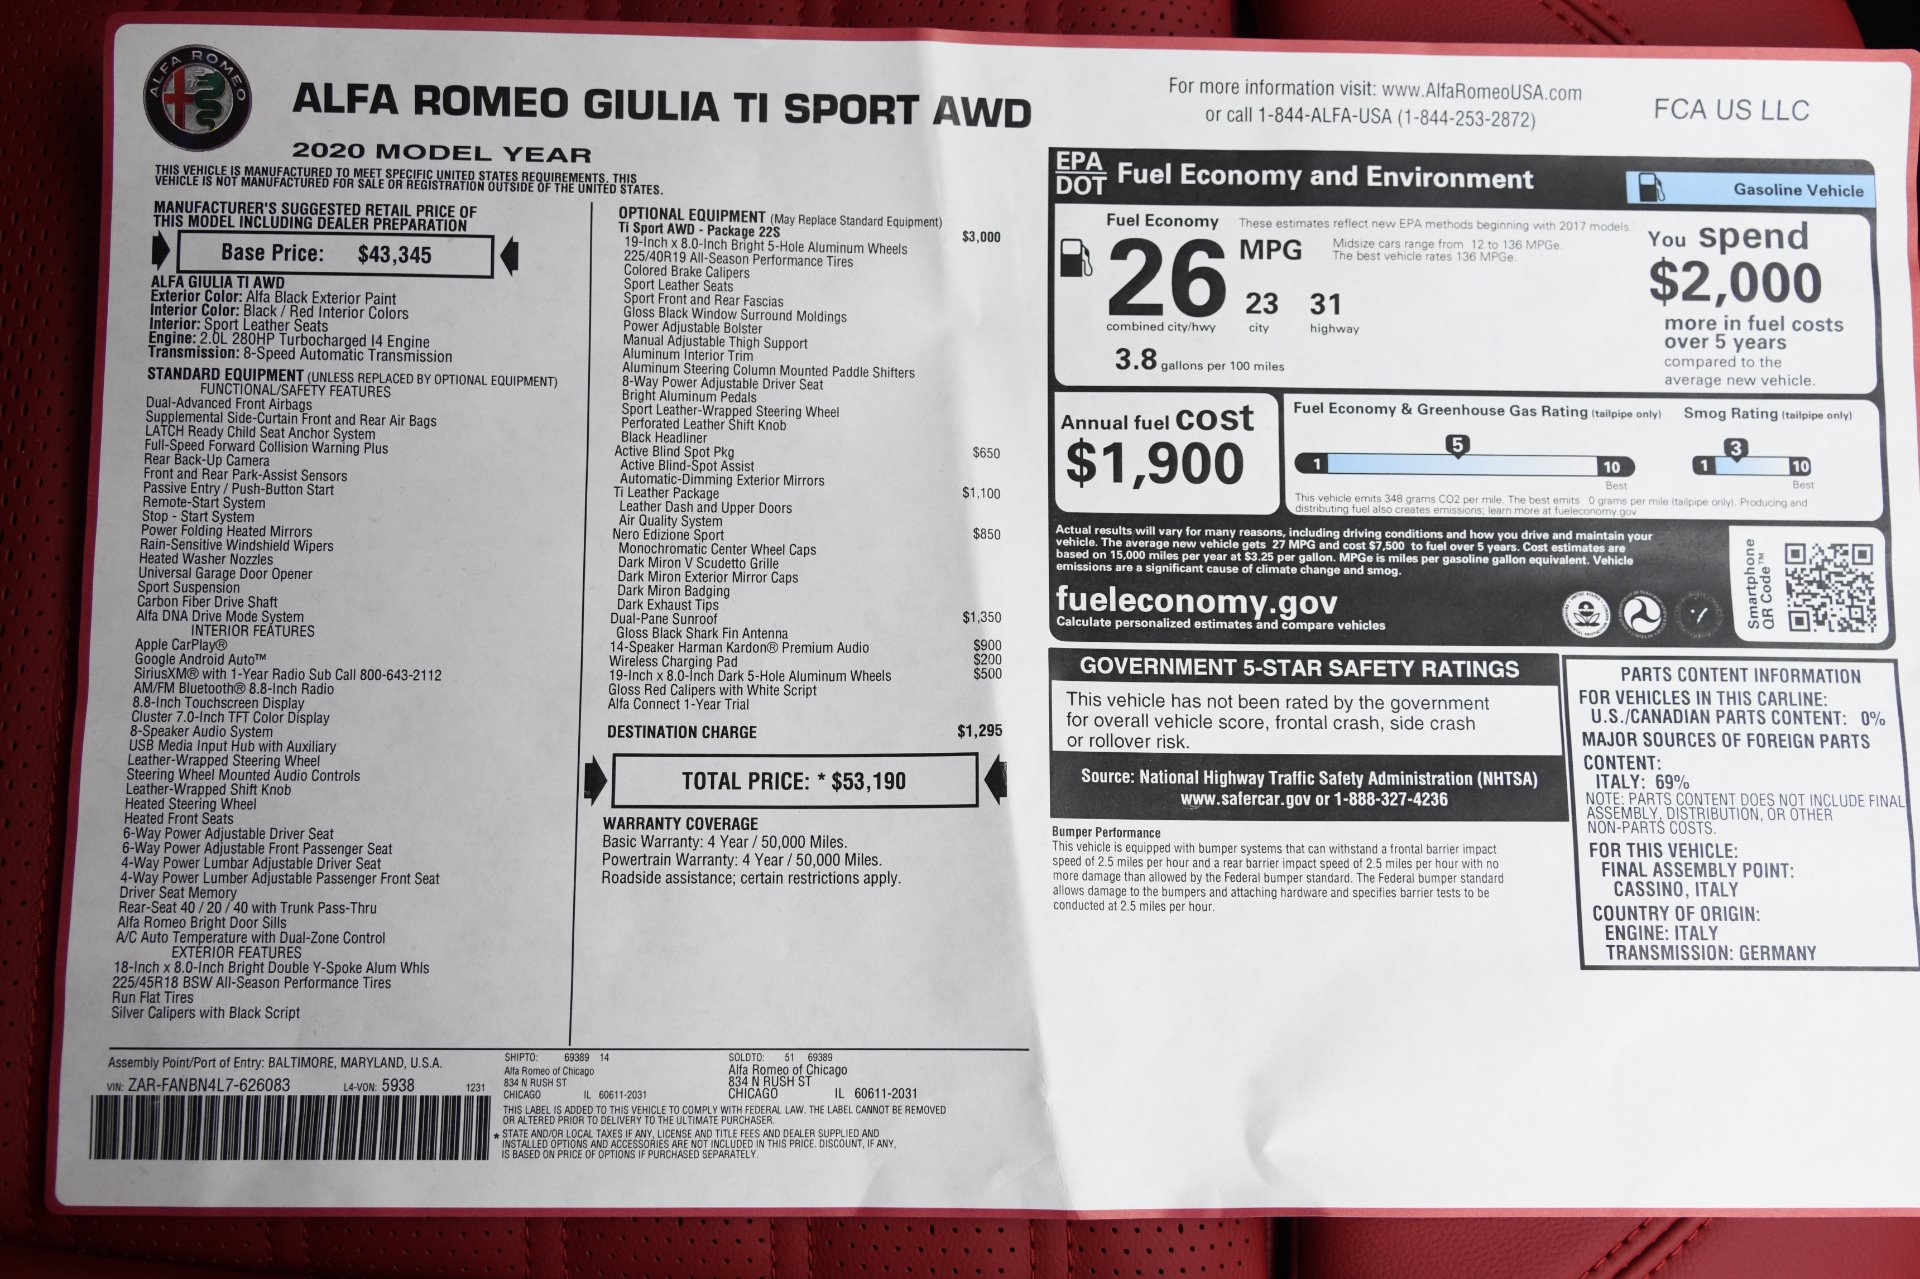 ALFA ROMEO
ALFA ROMEO GIULIA TI SPORT AWD
2020 MODEL YEAR
THIS VEHICLE IS MANUFACTURED TO MEET SPECIFIC UNITED STATES REQUIREMENTS. THIS
VEHICLE IS NOT MANUFACTURED FOR SALE OR REGISTRATION OUTSIDE OF THE UNITED STATES.
MANUFACTURER'S SUGGESTED RETAIL PRICE OF
THIS MODEL INCLUDING DEALER PREPARATION
Base Price: $43,345
ALFA GIULIA TI AWD
Exterior Color: Alfa Black Exterior Paint
Interior Color: Black / Red Interior Colors
Interior: Sport Leather Seats
Engine: 2.0L 280HP Turbocharged I4 Engine
Transmission: 8-Speed Automatic Transmission
STANDARD EQUIPMENT (UNLESS REPLACED BY OPTIONAL EQUIPMENT)
FUNCTIONAL/SAFETY FEATURES
Dual-Advanced Front Airbags
Supplemental Side-Curtain Front and Rear Air Bags
LATCH Ready Child Seat Anchor System
Full-Speed Forward Collision Warning Plus
Rear Back-Up Camera
Front and Rear Park-Assist Sensors
Passive Entry / Push-Button Start
Remote-Start System
Stop - Start System
Power Folding Heated Mirrors
Rain-Sensitive Windshield Wipers
Heated Washer Nozzles
Universal Garage Door Opener
Sport Suspension
Carbon Fiber Drive Shaft
Alfa DNA Drive Mode System
INTERIOR FEATURES
Apple CarPlay®
Google Android Auto™
SiriusXM® with 1-Year Radio Sub Call 800-643-2112
AM/FM Bluetooth® 8.8-Inch Radio
8.8-Inch Touchscreen Display
Cluster 7.0-Inch TFT Color Display
8-Speaker Audio System
USB Media Input Hub with Auxiliary
Leather-Wrapped Steering Wheel
Steering Wheel Mounted Audio Controls
Leather-Wrapped Shift Knob
Heated Steering Wheel
Heated Front Seats
6-Way Power Adjustable Driver Seat
6-Way Power Adjustable Front Passenger Seat
4-Way Power Lumbar Adjustable Driver Seat
4-Way Power Lumber Adjustable Passenger Front Seat
Driver Seat Memory
Rear-Seat 40 / 20 / 40 with Trunk Pass-Thru
Alfa Romeo Bright Door Sills
A/C Auto Temperature with Dual-Zone Control
EXTERIOR FEATURES
18-Inch x 8.0-Inch Bright Double Y-Spoke Alum Whls
225/45R18 BSW All-Season Performance Tires
Run Flat Tires
Silver Calipers with Black Script
OPTIONAL EQUIPMENT (May Replace Standard Equipment)
Ti Sport AWD - Package 22S $3,000
19-Inch x 8.0-Inch Bright 5-Hole Aluminum Wheels
225/40R19 All-Season Performance Tires
Colored Brake Calipers
Sport Leather Seats
Sport Front and Rear Fascias
Gloss Black Window Surround Moldings
Power Adjustable Bolster
Manual Adjustable Thigh Support
Aluminum Interior Trim
Aluminum Steering Column Mounted Paddle Shifters
8-Way Power Adjustable Driver Seat
Bright Aluminum Pedals
Sport Leather-Wrapped Steering Wheel
Perforated Leather Shift Knob
Black Headliner
Active Blind Spot Pkg $650
Active Blind-Spot Assist
Automatic-Dimming Exterior Mirrors
Ti Leather Package $1,100
Leather Dash and Upper Doors
Air Quality System
Nero Edizione Sport $850
Monochromatic Center Wheel Caps
Dark Miron V Scudetto Grille
Dark Miron Exterior Mirror Caps
Dark Miron Badging
Dark Exhaust Tips
Dual-Pane Sunroof $1,350
Gloss Black Shark Fin Antenna
14-Speaker Harman Kardon® Premium Audio $900
Wireless Charging Pad $200
19-Inch x 8.0-Inch Dark 5-Hole Aluminum Wheels $500
Gloss Red Calipers with White Script
Alfa Connect 1-Year Trial
DESTINATION CHARGE $1,295
TOTAL PRICE: * $53,190
WARRANTY COVERAGE
Basic Warranty: 4 Year / 50,000 Miles.
Powertrain Warranty: 4 Year / 50,000 Miles.
Roadside assistance; certain restrictions apply.
Assembly Point/Port of Entry: BALTIMORE, MARYLAND, U.S.A.
VIN: ZAR-FANBN4L7-626083 L4-VON: 5938 1231
SHIPTO: 69389 14
Alfa Romeo of Chicago
834 N RUSH ST
CHICAGO IL 60611-2031
SOLDTO: 51 69389
Alfa Romeo of Chicago
834 N RUSH ST
CHICAGO IL 60611-2031
THIS LABEL IS ADDED TO THIS VEHICLE TO COMPLY WITH FEDERAL LAW. THE LABEL CANNOT BE REMOVED
OR ALTERED PRIOR TO DELIVERY TO THE ULTIMATE PURCHASER.
* STATE AND/OR LOCAL TAXES IF ANY, LICENSE AND TITLE FEES AND DEALER SUPPLIED AND
INSTALLED OPTIONS AND ACCESSORIES ARE NOT INCLUDED IN THIS PRICE. DISCOUNT, IF ANY,
IS BASED ON PRICE OF OPTIONS IF PURCHASED SEPARATELY.
For more information visit: www.AlfaRomeoUSA.com
or call 1-844-ALFA-USA (1-844-253-2872)
FCA US LLC
EPA
DOT
Fuel Economy and Environment
Gasoline Vehicle
Fuel Economy
These estimates reflect new EPA methods beginning with 2017 models.
26 MPG
Midsize cars range from 12 to 136 MPGe.
The best vehicle rates 136 MPGe.
23 31
combined city/hwy city highway
3.8 gallons per 100 miles
You spend
$2,000
more in fuel costs
over 5 years
compared to the
average new vehicle.
Annual fuel cost
$1,900
Fuel Economy & Greenhouse Gas Rating (tailpipe only)
5
1 10
Best
Smog Rating (tailpipe only)
3
1 10
Best
This vehicle emits 348 grams CO2 per mile. The best emits 0 grams per mile (tailpipe only). Producing and
distributing fuel also creates emissions; learn more at fueleconomy.gov
Actual results will vary for many reasons, including driving conditions and how you drive and maintain your
vehicle. The average new vehicle gets 27 MPG and cost $7,500 to fuel over 5 years. Cost estimates are
based on 15,000 miles per year at $3.25 per gallon. MPGe is miles per gasoline gallon equivalent. Vehicle
emissions are a significant cause of climate change and smog.
fueleconomy.gov
Calculate personalized estimates and compare vehicles
Smartphone
QR Code™
GOVERNMENT 5-STAR SAFETY RATINGS
This vehicle has not been rated by the government
for overall vehicle score, frontal crash, side crash
or rollover risk.
Source: National Highway Traffic Safety Administration (NHTSA)
www.safercar.gov or 1-888-327-4236
Bumper Performance
This vehicle is equipped with bumper systems that can withstand a frontal barrier impact
speed of 2.5 miles per hour and a rear barrier impact speed of 2.5 miles per hour with no
more damage than allowed by the Federal bumper standard. The Federal bumper standard
allows damage to the bumpers and attaching hardware and specifies barrier tests to be
conducted at 2.5 miles per hour.
PARTS CONTENT INFORMATION
FOR VEHICLES IN THIS CARLINE:
U.S./CANADIAN PARTS CONTENT: 0%
MAJOR SOURCES OF FOREIGN PARTS
CONTENT:
ITALY: 69%
NOTE: PARTS CONTENT DOES NOT INCLUDE FINAL
ASSEMBLY, DISTRIBUTION, OR OTHER
NON-PARTS COSTS.
FOR THIS VEHICLE:
FINAL ASSEMBLY POINT:
CASSINO, ITALY
COUNTRY OF ORIGIN:
ENGINE: ITALY
TRANSMISSION: GERMANY